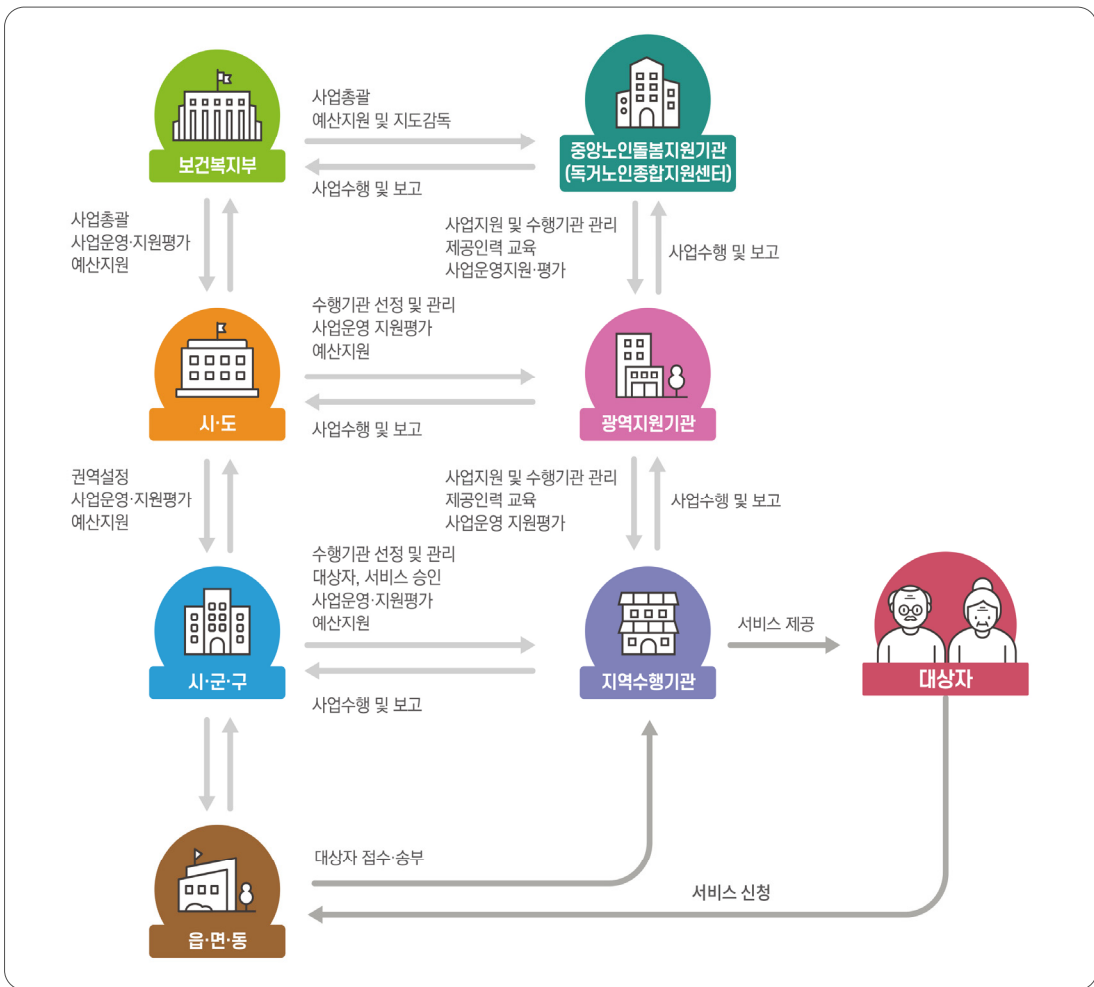 보건복지부
사업총괄
예산지원 및 지도감독
사업수행 및 보고
중앙노인돌봄지원기관
(독거노인종합지원센터)
사업총괄
사업운영·지원평가
예산지원
사업지원 및 수행기관 관리
제공인력 교육
사업운영지원·평가
사업수행 및 보고
시·도
수행기관 선정 및 관리
사업운영 지원평가
예산지원
사업수행 및 보고
광역지원기관
권역설정
사업운영·지원평가
예산지원
사업지원 및 수행기관 관리
제공인력 교육
사업운영 지원평가
사업수행 및 보고
시·군·구
수행기관 선정 및 관리
대상자, 서비스 승인
사업운영·지원평가
예산지원
사업수행 및 보고
지역수행기관
서비스 제공
대상자
읍·면·동
대상자 접수·송부
서비스 신청